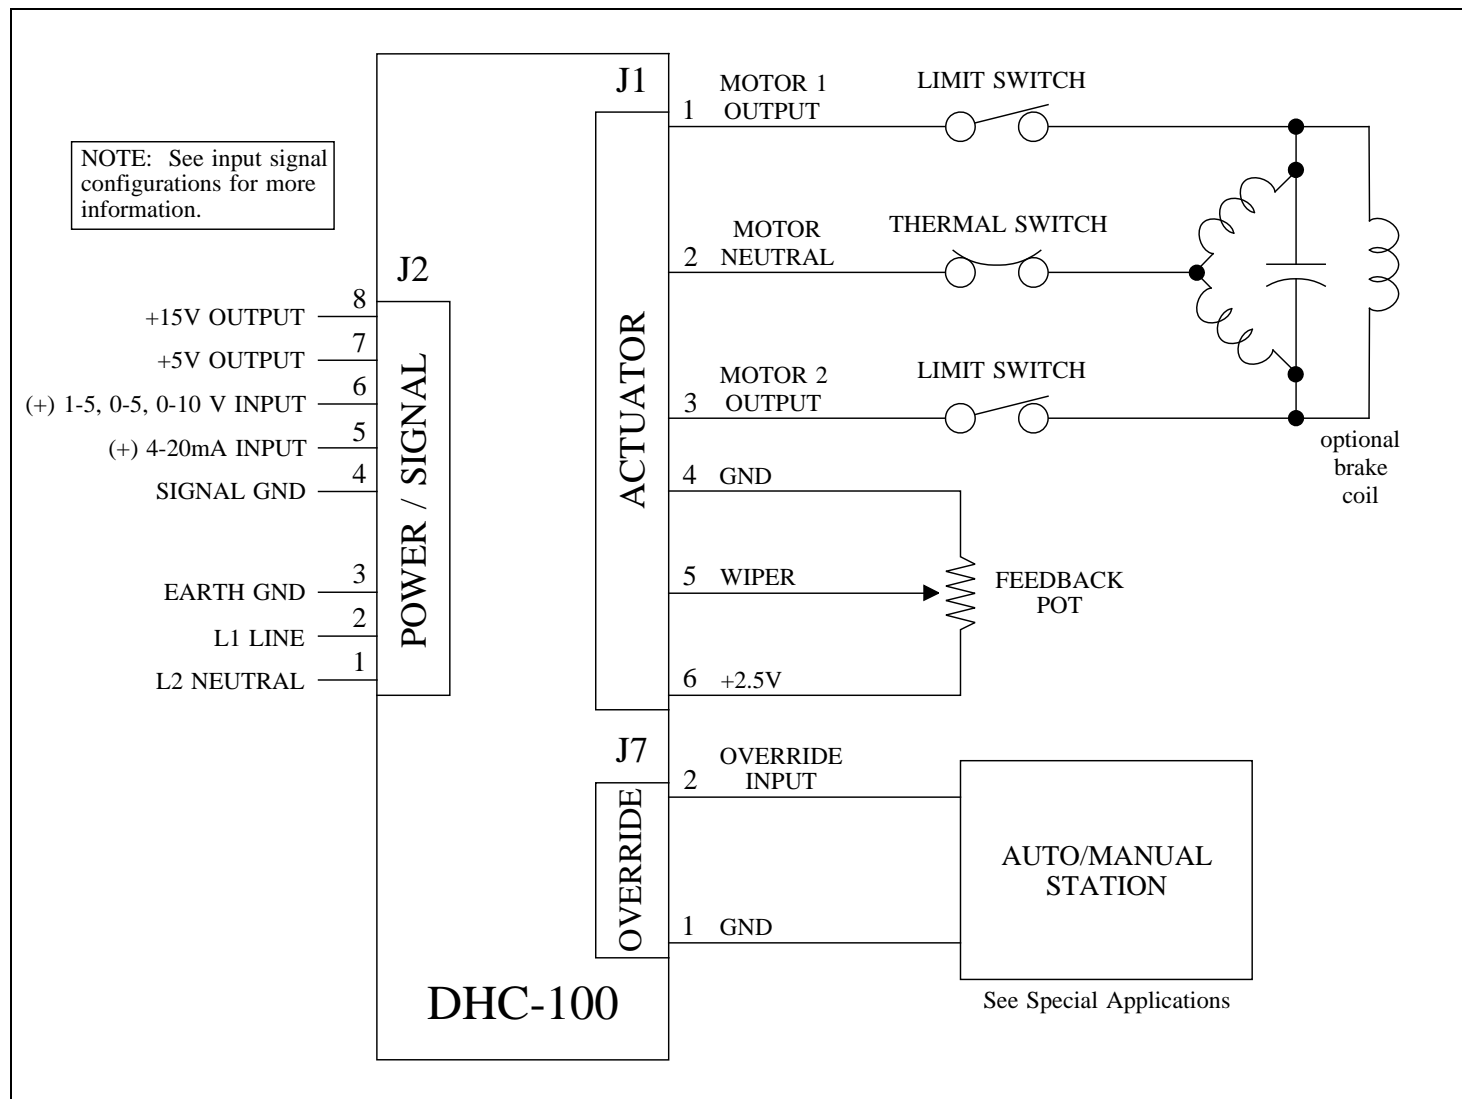 NOTE: See input signal
configurations for more
information.
J2
POWER / SIGNAL
8
+15V OUTPUT
7
+5V OUTPUT
6
(+) 1-5, 0-5, 0-10 V INPUT
5
(+) 4-20mA INPUT
4
SIGNAL GND
3
EARTH GND
2
L1 LINE
1
L2 NEUTRAL
J1
ACTUATOR
1
MOTOR 1
OUTPUT
LIMIT SWITCH
2
MOTOR
NEUTRAL
THERMAL SWITCH
3
MOTOR 2
OUTPUT
LIMIT SWITCH
optional
brake
coil
4
GND
5
WIPER
FEEDBACK
POT
6
+2.5V
J7
OVERRIDE
2
OVERRIDE
INPUT
1
GND
AUTO/MANUAL
STATION
See Special Applications
DHC-100